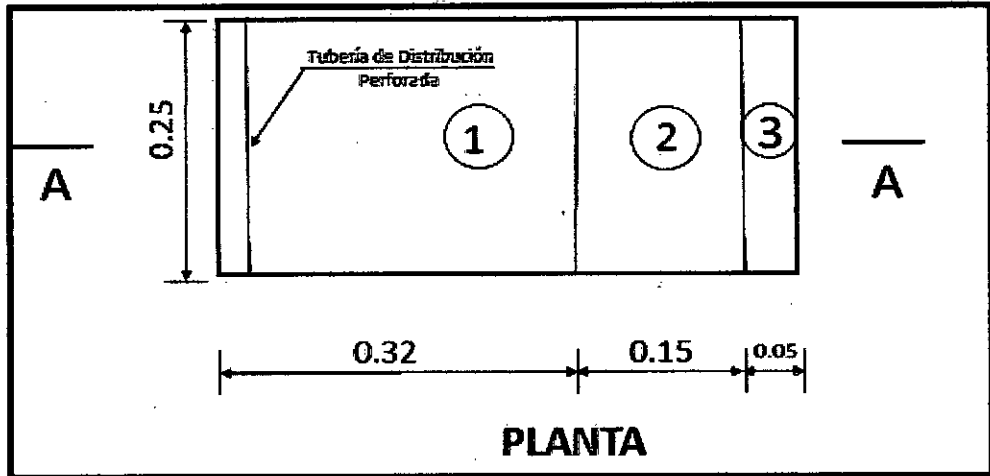 Tubería de Distribución
Perforada
0.25
1
2
3
A
A
0.32
0.15
0.05
PLANTA